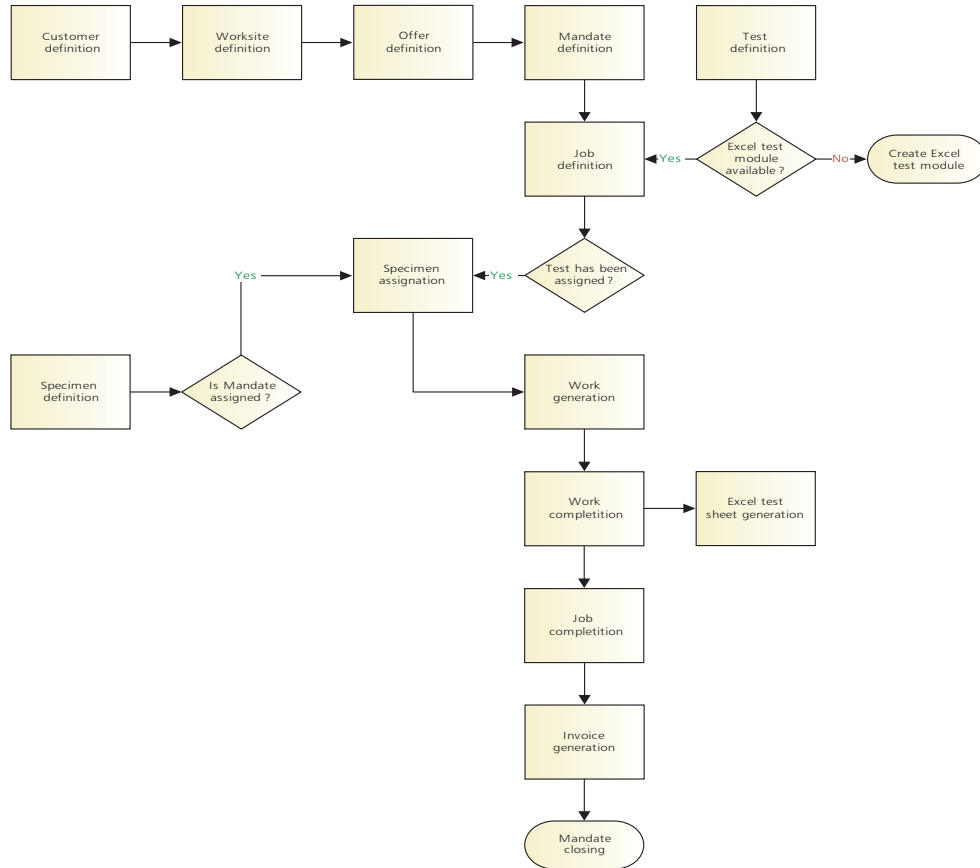 Customer
definition
Worksite
definition
Offer
definition
Mandate
definition
Test
definition
Job
definition
Yes
Excel test
module
available ?
No
Create Excel
test module
Yes
Specimen
assignation
Yes
Test has been
assigned ?
Specimen
definition
Is Mandate
assigned ?
Work
generation
Work
completition
Excel test
sheet generation
Job
completition
Invoice
generation
Mandate
closing